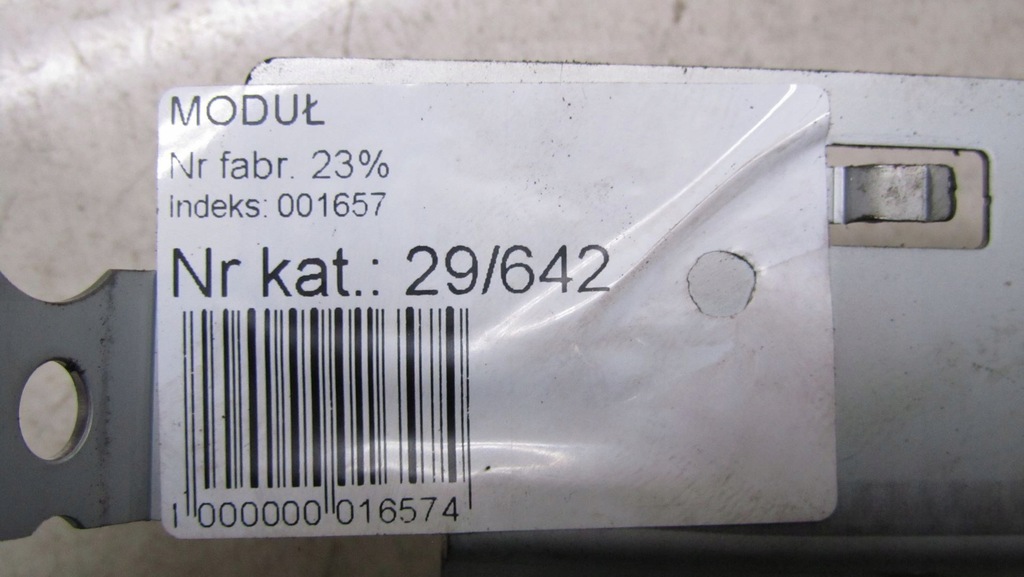 MODUŁ
Nr fabr. 23%
Indeks: 001657
Nr kat.: 29/642
1 000000 016574